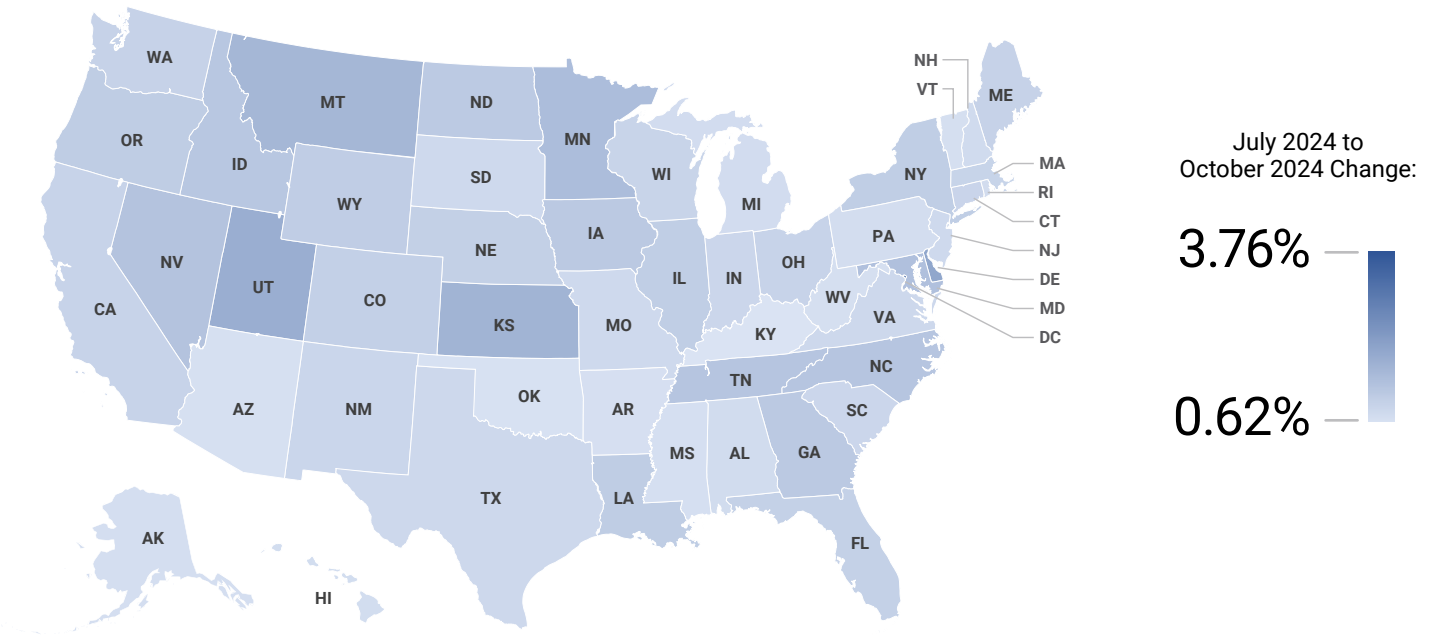 NH
WA
VT
ME
MT
ND
MN
OR
July 2024 to
October 2024 Change:
ID
MA
WI
NY
SD
RI
WY
MI
CT
IA
PA
NE
NJ
3.76%
NV
OH
IL
IN
DE
UT
WV
CO
MD
CA
VA
KS
MO
KY
DC
NC
TN
OK
AZ
NM
AR
SC
0.62%
MS
AL
GA
TX
LA
AK
FL
HI